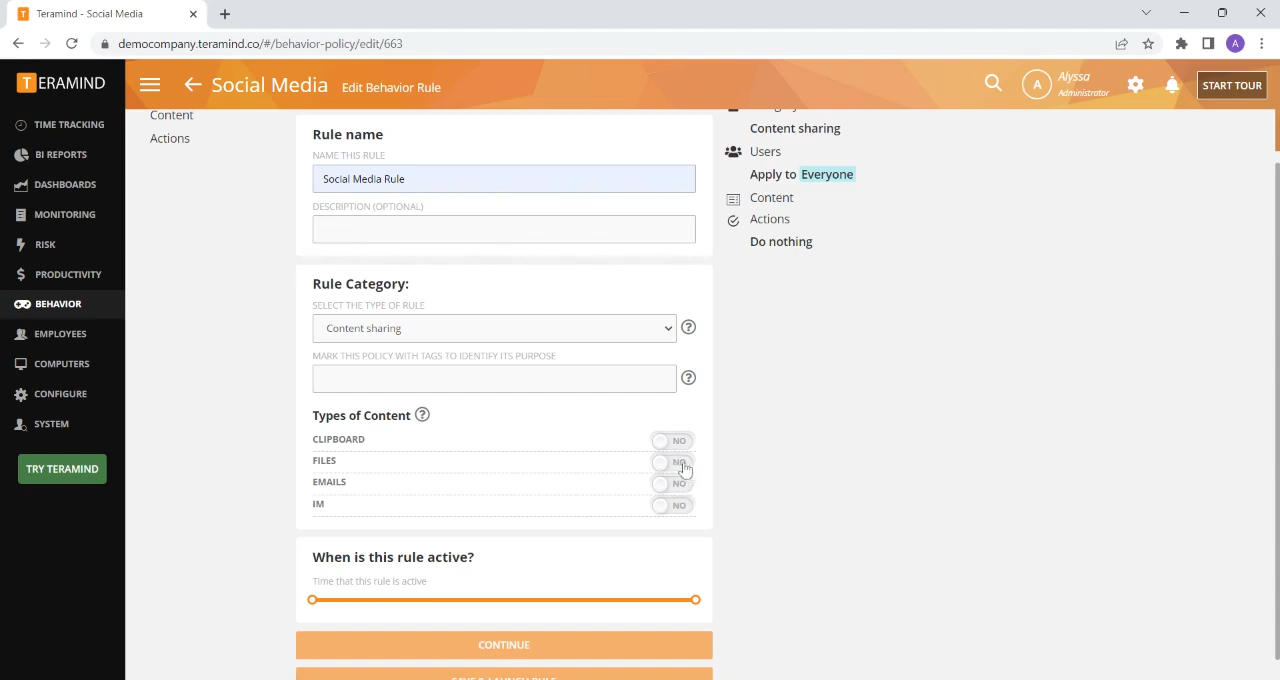 Teramind - Social Media
democompany.teramind.co/#/behavior-policy/edit/663
A
TERAMIND
Social Media Edit Behavior Rule
A
Alyssa
Administrator
START TOUR
TIME TRACKING
BI REPORTS
DASHBOARDS
MONITORING
RISK
PRODUCTIVITY
BEHAVIOR
EMPLOYEES
COMPUTERS
CONFIGURE
SYSTEM
TRY TERAMIND
Content
Actions
Rule name
NAME THIS RULE
Social Media Rule
DESCRIPTION (OPTIONAL)
Rule Category:
SELECT THE TYPE OF RULE
Content sharing
MARK THIS POLICY WITH TAGS TO IDENTIFY ITS PURPOSE
Types of Content
CLIPBOARD NO
FILES NO
EMAILS NO
IM NO
When is this rule active?
Time that this rule is active
CONTINUE
SAVE & LAUNCH RULE
Content sharing
Users
Apply to Everyone
Content
Actions
Do nothing